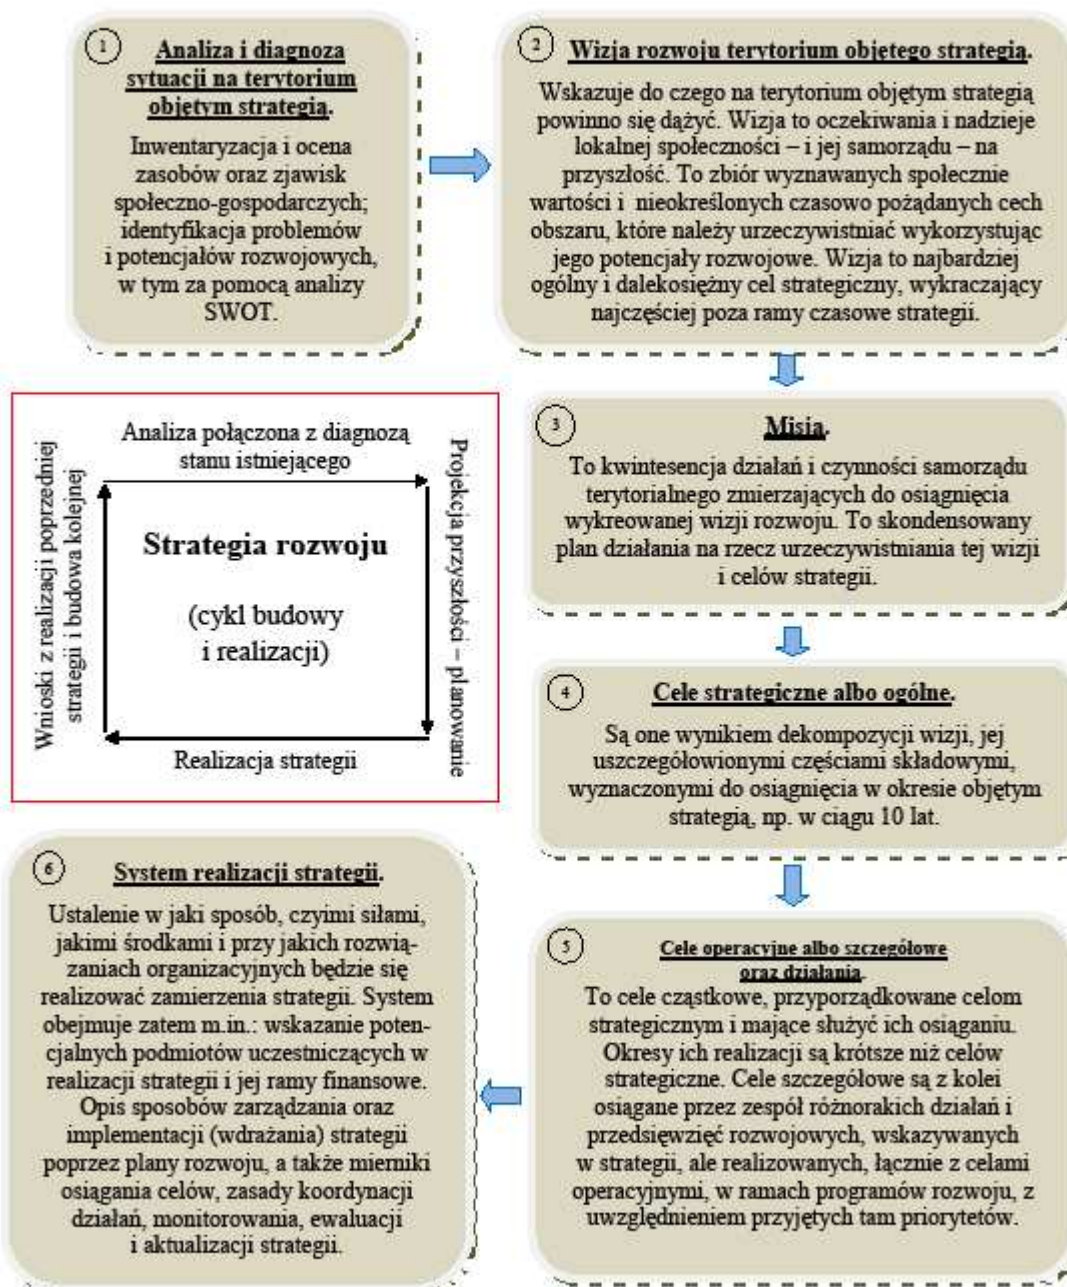 1
Analiza i diagnoza
sytuacji na terytorium
objętym strategią.
Inwentaryzacja i ocena
zasobów oraz zjawisk
społeczno-gospodarczych;
identyfikacja problemów
i potencjałów rozwojowych,
w tym za pomocą analizy
SWOT.
2
Wizja rozwoju terytorium objętego strategią.
Wskazuje do czego na terytorium objętym strategią
powinno się dążyć. Wizja to oczekiwania i nadzieje
lokalnej społeczności – i jej samorządu – na
przyszłość. To zbiór wyznawanych społecznie
wartości i nieokreślonych czasowo pożądanych cech
obszaru, które należy urzeczywistniać wykorzystując
jego potencjały rozwojowe. Wizja to najbardziej
ogólny i dalekosiężny cel strategiczny, wykraczający
najczęściej poza ramy czasowe strategii.
3
Misja.
To kwintesencja działań i czynności samorządu
terytorialnego zmierzających do osiągnięcia
wykreowanej wizji rozwoju. To skondensowany
plan działania na rzecz urzeczywistniania tej wizji
i celów strategii.
Analiza połączona z diagnozą
stanu istniejącego
Projekcja przyszłości – planowanie
Realizacja strategii
Wnioski z realizacji poprzedniej
strategii i budowa kolejnej
Strategia rozwoju
(cykl budowy
i realizacji)
4
Cele strategiczne albo ogólne.
Są one wynikiem dekompozycji wizji, jej
uszczegółowionymi częściami składowymi,
wyznaczonymi do osiągnięcia w okresie objętym
strategią, np. w ciągu 10 lat.
5
Cele operacyjne albo szczegółowe
oraz działania.
To cele cząstkowe, przyporządkowane celom
strategicznym i mające służyć ich osiąganiu.
Okresy ich realizacji są krótsze niż celów
strategiczne. Cele szczegółowe są z kolei
osiągane przez zespół różnorakich działań i
przedsięwzięć rozwojowych, wskazywanych
w strategii, ale realizowanych, łącznie z celami
operacyjnymi, w ramach programów rozwoju, z
uwzględnieniem przyjętych tam priorytetów.
6
System realizacji strategii.
Ustalenie w jaki sposób, czyimi siłami,
jakimi środkami i przy jakich rozwią-
zaniach organizacyjnych będzie się
realizować zamierzenia strategii. System
obejmuje zatem m.in.: wskazanie poten-
cjalnych podmiotów uczestniczących w
realizacji strategii i jej ramy finansowe.
Opis sposobów zarządzania oraz
implementacji (wdrażania) strategii
poprzez plany rozwoju, a także mierniki
osiągania celów, zasady koordynacji
działań, monitorowania, ewaluacji
i aktualizacji strategii.